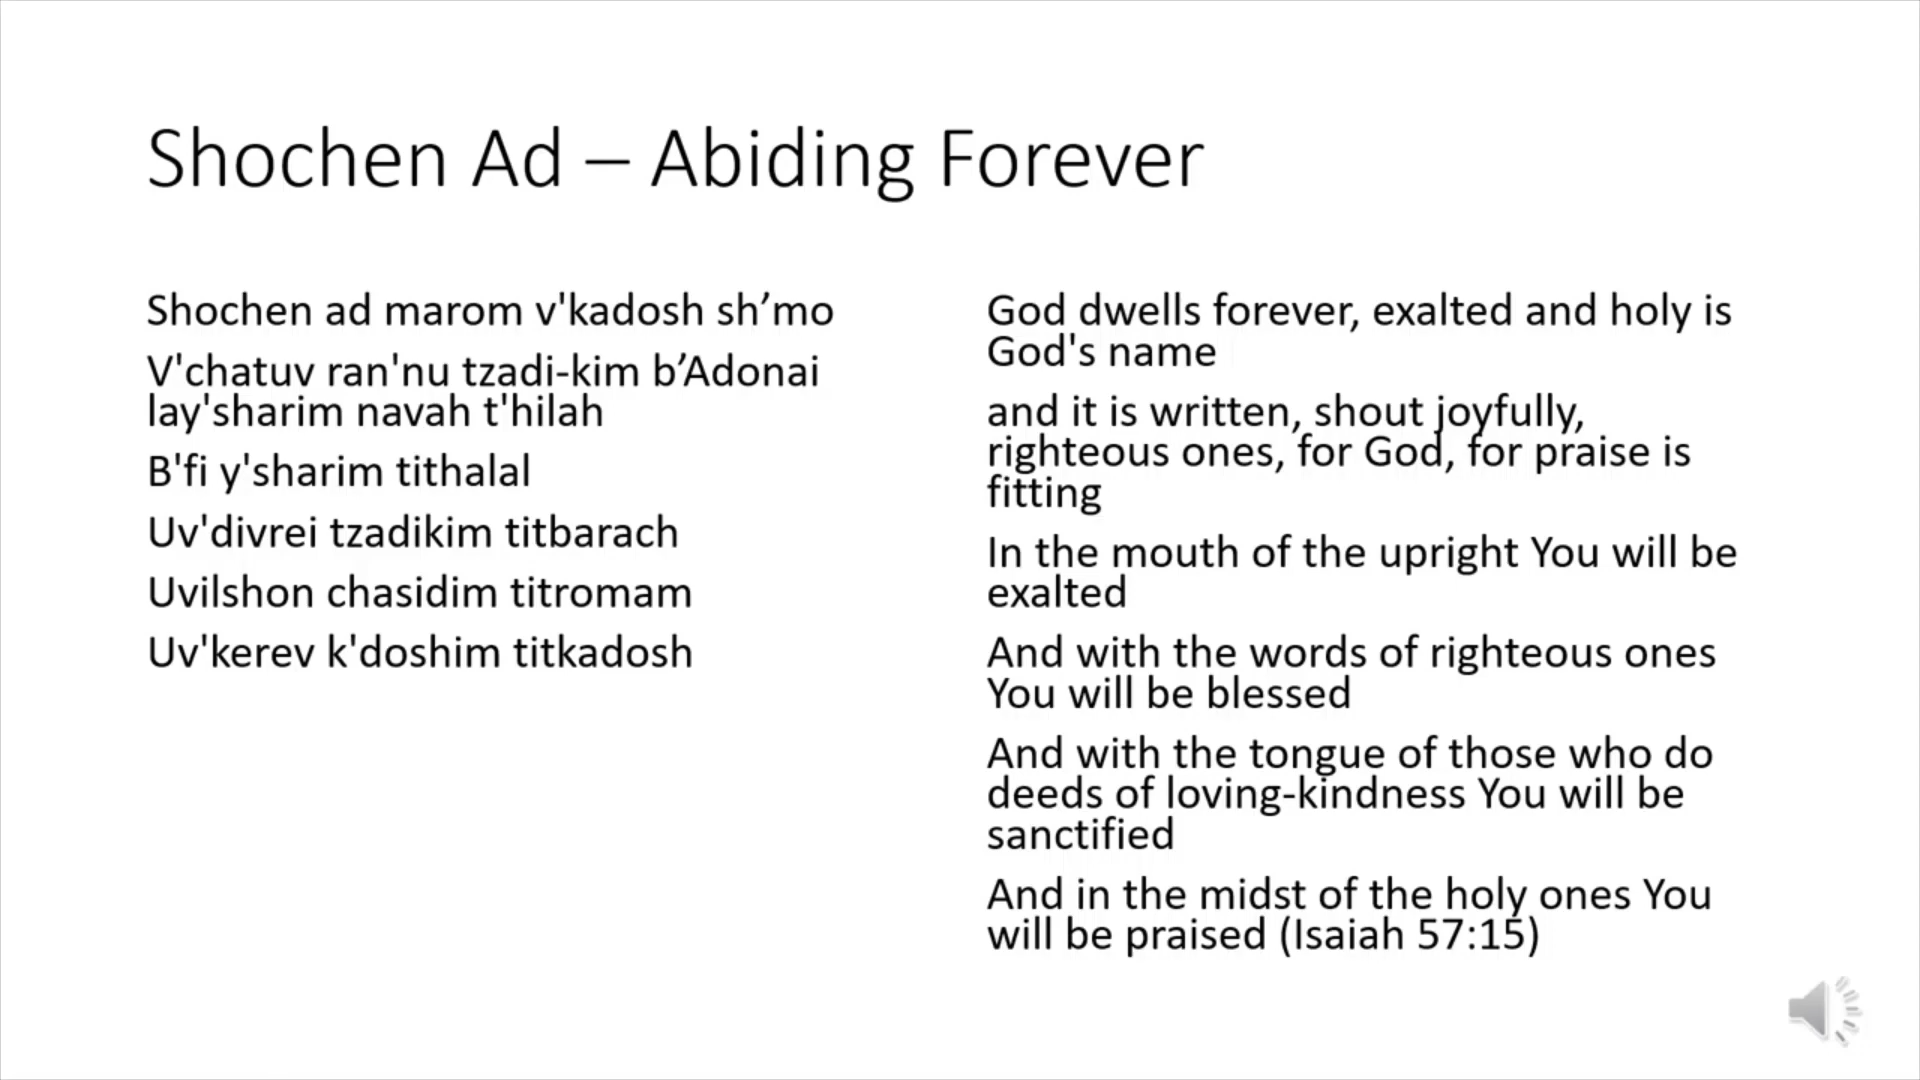 Shochen Ad – Abiding Forever
Shochen ad marom v'kadosh sh’mo
V'chatuv ran'nu tzadi-kim b’Adonai
lay'sharim navah t'hilah
B'fi y'sharim tithalal
Uv'divrei tzadikim titbarach
Uvilshon chasidim titromam
Uv'kerev k'doshim titkadosh
God dwells forever, exalted and holy is
God's name
and it is written, shout joyfully,
righteous ones, for God, for praise is
fitting
In the mouth of the upright You will be
exalted
And with the words of righteous ones
You will be blessed
And with the tongue of those who do
deeds of loving-kindness You will be
sanctified
And in the midst of the holy ones You
will be praised (Isaiah 57:15)